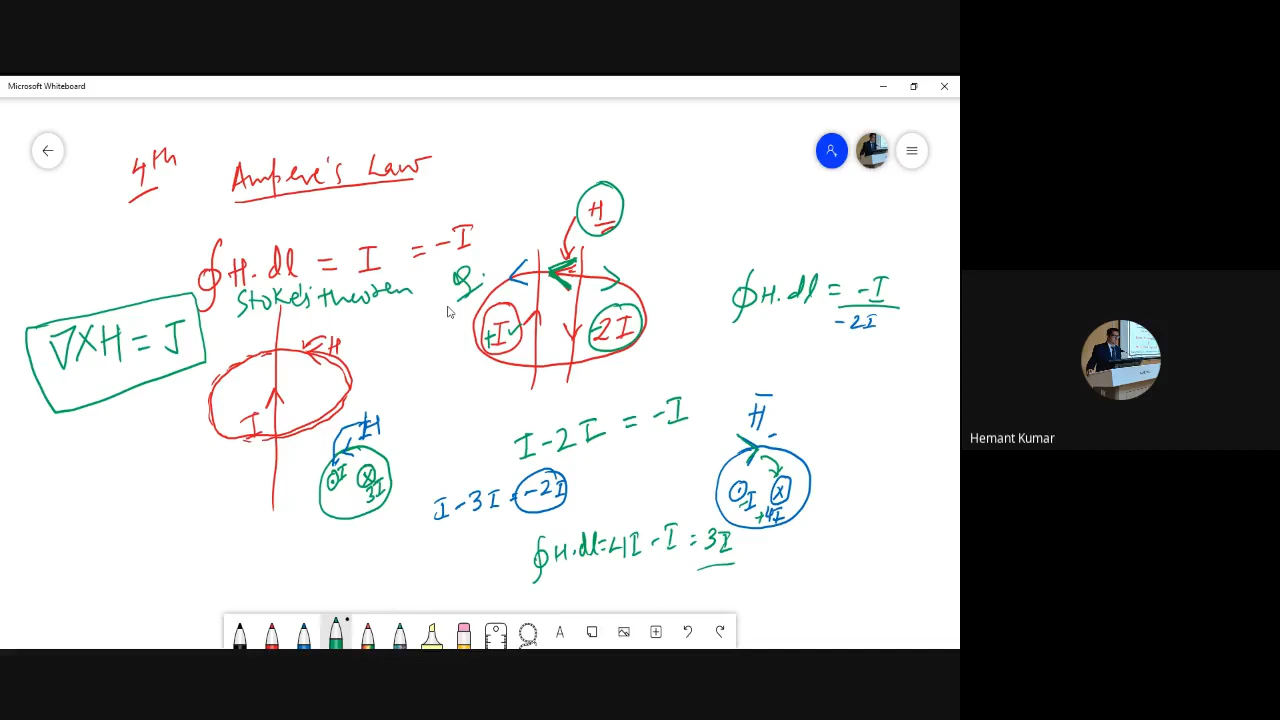 Microsoft Whiteboard
4th Ampere's Law
∮ H. dl = I = -I
Stoke's theorem
∇XH = J
H
I
Q.
H
+I
-2I
∮ H. dl = -I
-2I
H
I
X
3I
I - 2I = -I
I - 3I = -2I
H
-I
X
+4I
∮ H. dl = 4I - I = 3I
Hemant Kumar
A